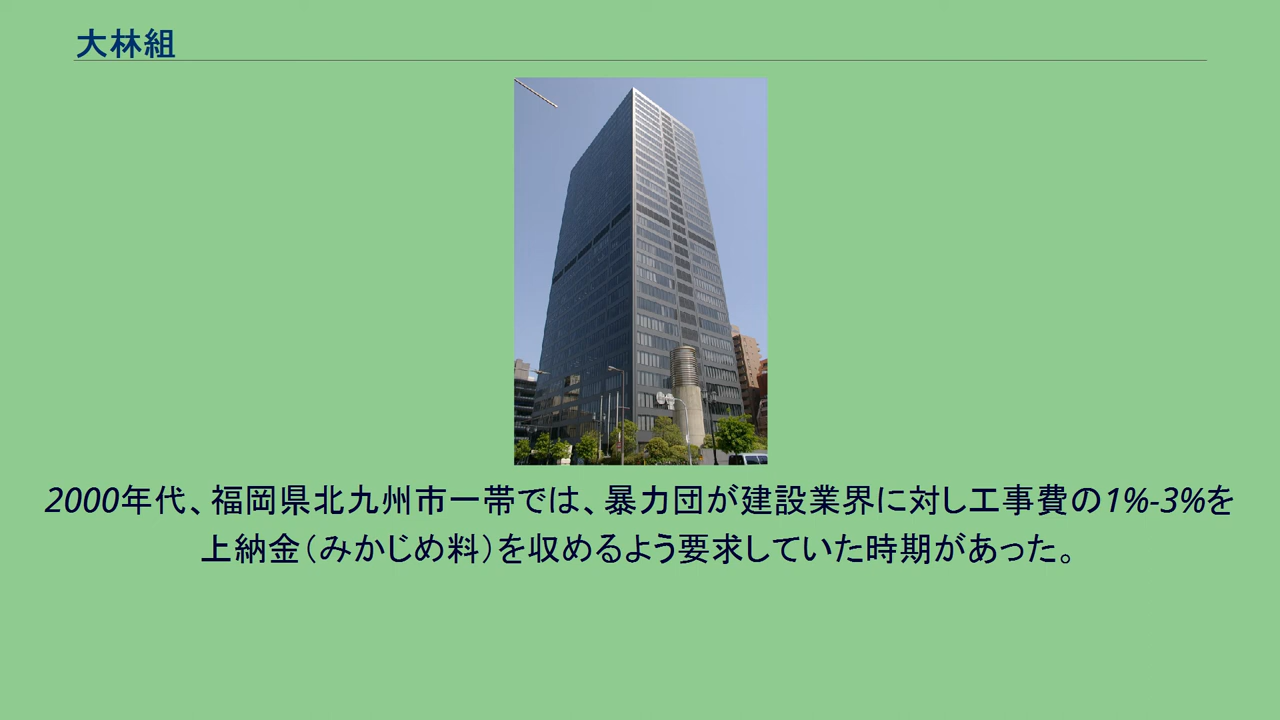 大林組
2000年代、福岡県北九州市一帯では、暴力団が建設業界に対し工事費の1%-3%を
上納金（みかじめ料）を収めるよう要求していた時期があった。